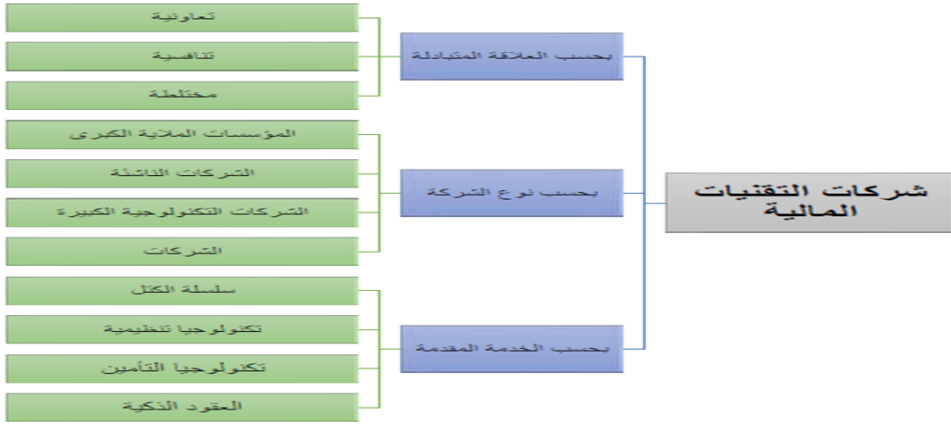 شركات التقنيات
المالية
بحسب العلاقة المتبادلة
تعاونية
تنافسية
مختلطة
بحسب نوع الشركة
المؤسسات الملاية الكبرى
الشركات الناشئة
الشركات التكنولوجية الكبيرة
الشركات
بحسب الخدمة المقدمة
سلسلة الكتل
تكنولوجيا تنظيمية
تكنولوجيا التأمين
العقود الذكية